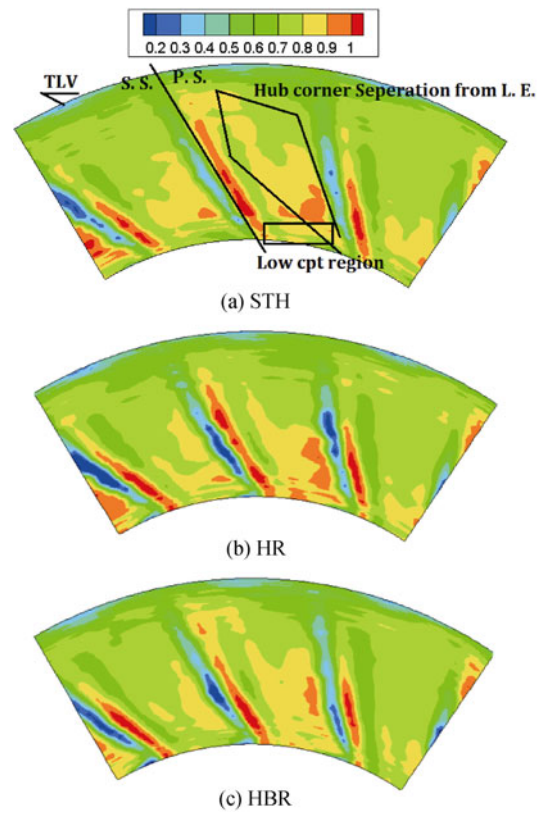 0.2 0.3 0.4 0.5 0.6 0.7 0.8 0.9 1
TLV
S. S. P. S.
Hub corner Seperation from L. E.
Low cpt region
(a) STH
(b) HR
(c) HBR